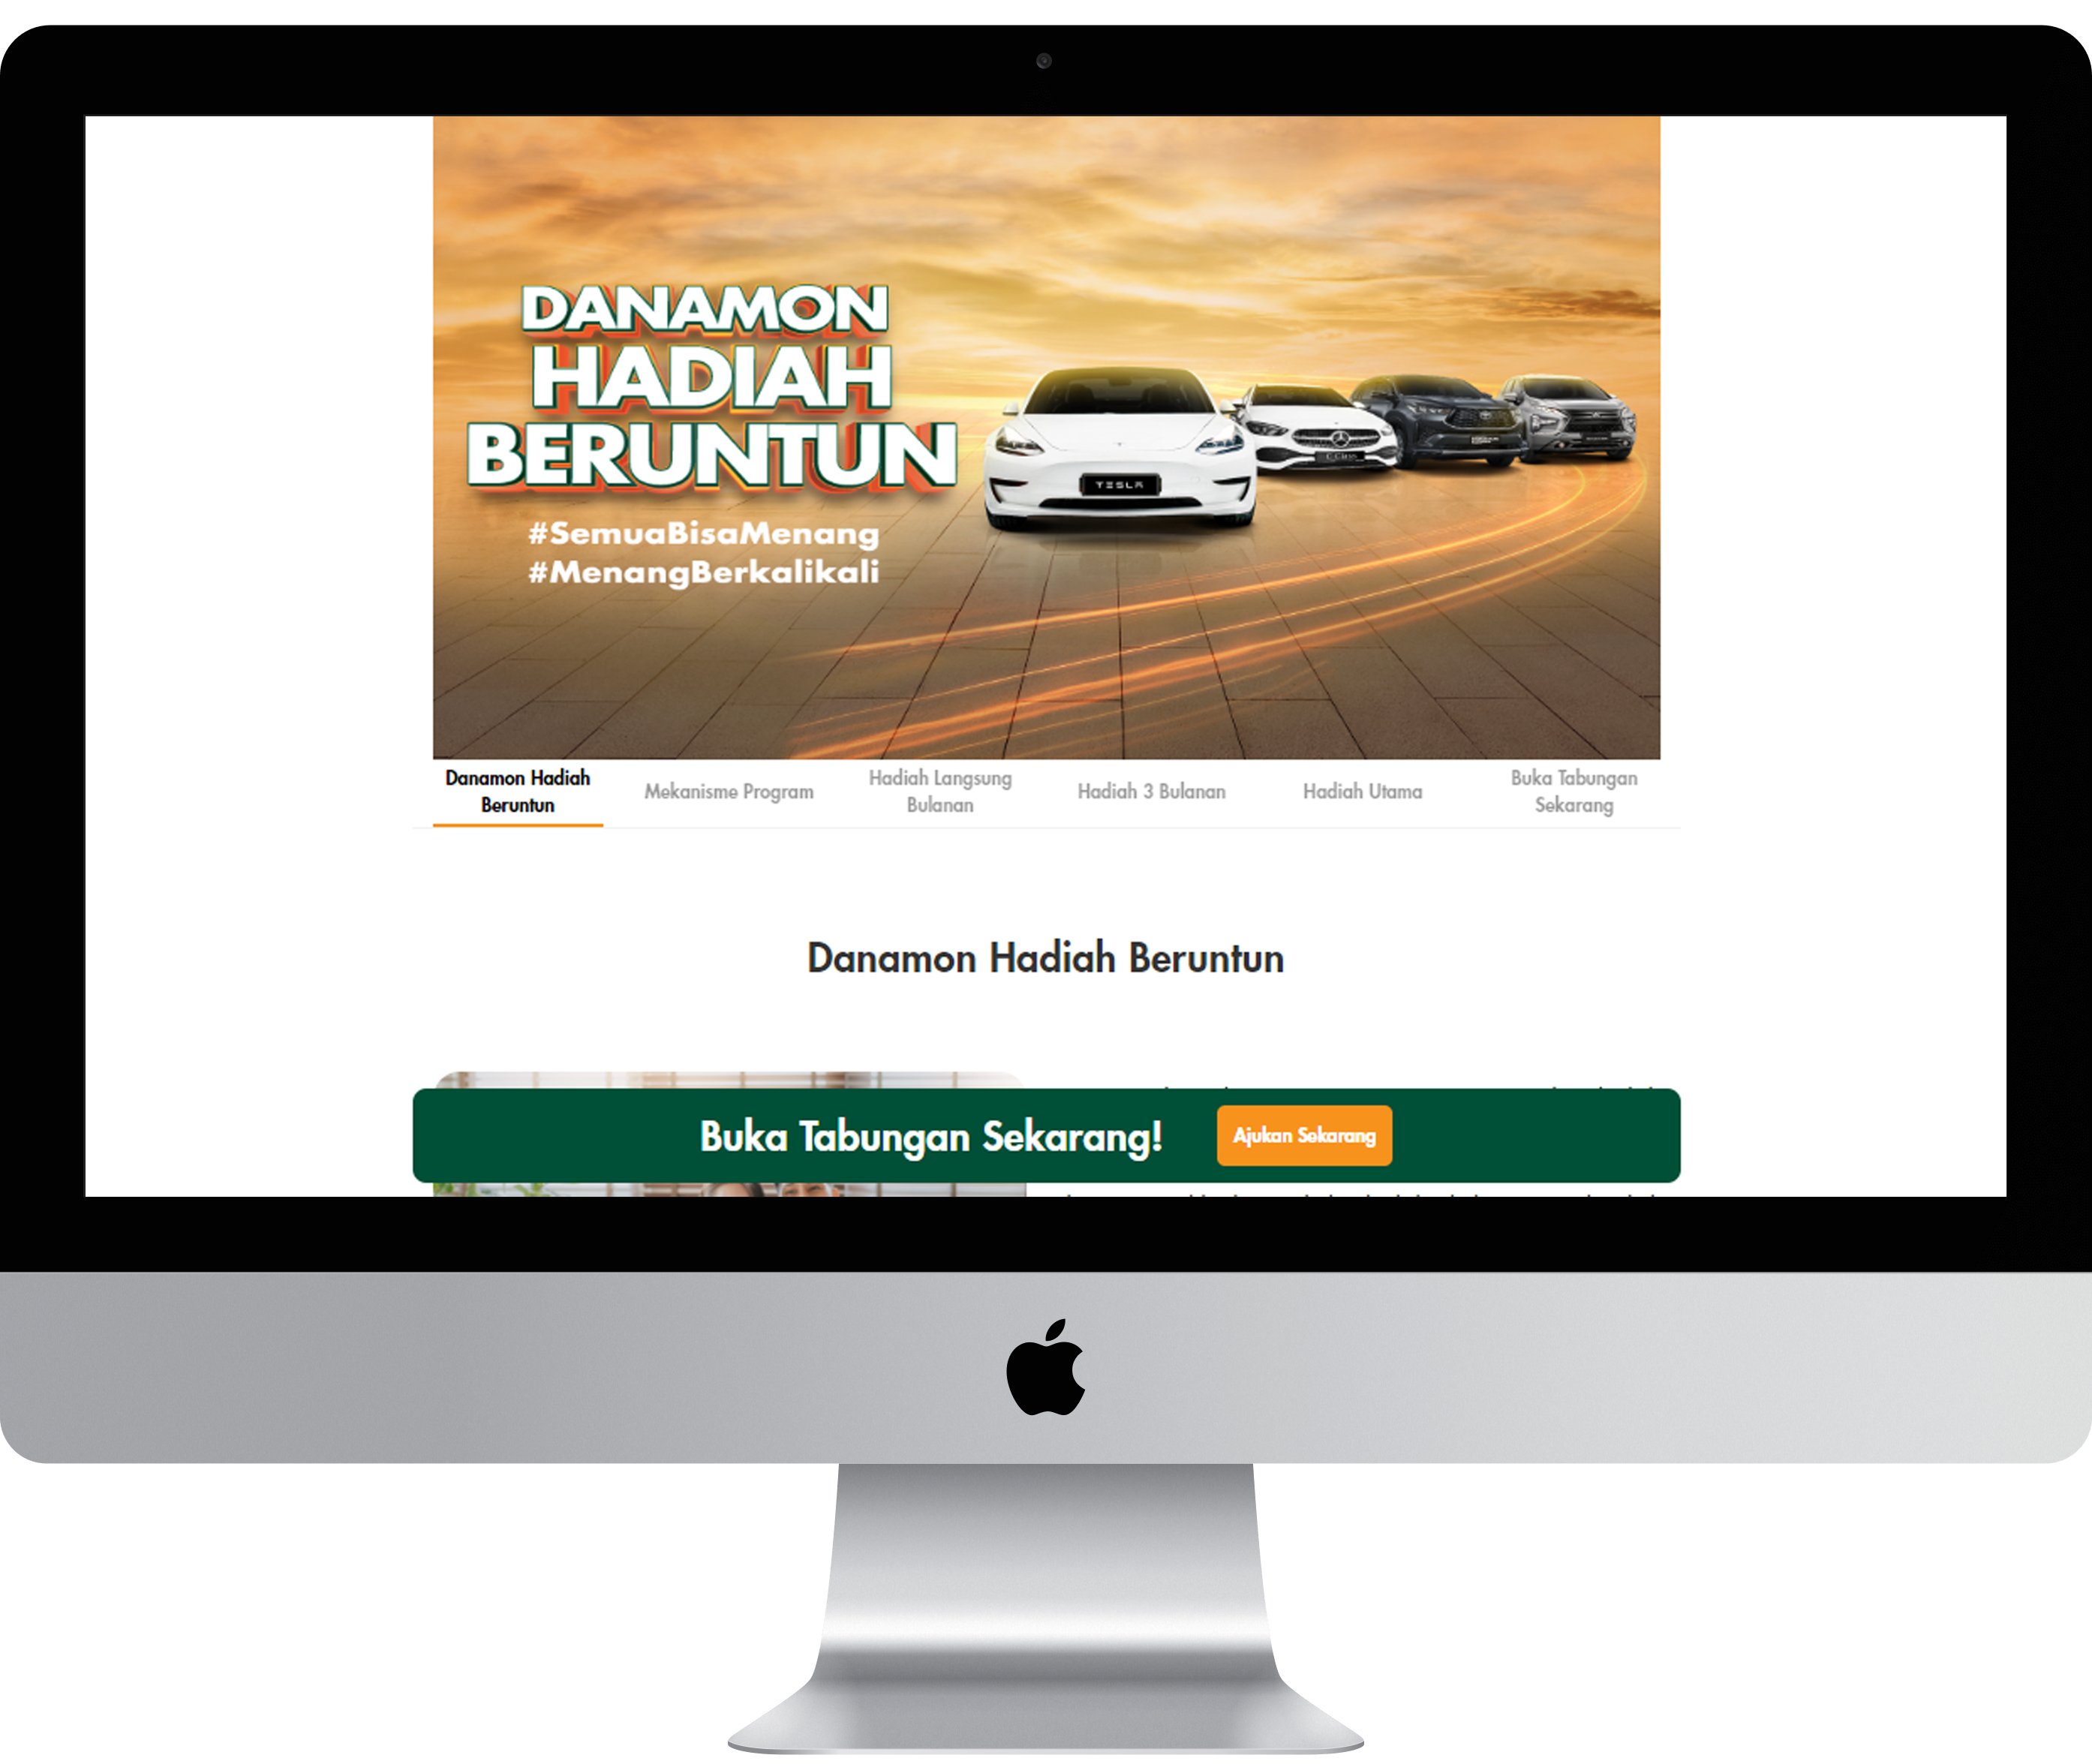 DANAMON
HADIAH
BERUNTUN
#SemuaBisaMenang
#MenangBerkalikali
TESLA
C-Class
Danamon Hadiah
Beruntun
Mekanisme Program
Hadiah Langsung
Bulanan
Hadiah 3 Bulanan
Hadiah Utama
Buka Tabungan
Sekarang
Danamon Hadiah Beruntun
Buka Tabungan Sekarang!
Ajukan Sekarang